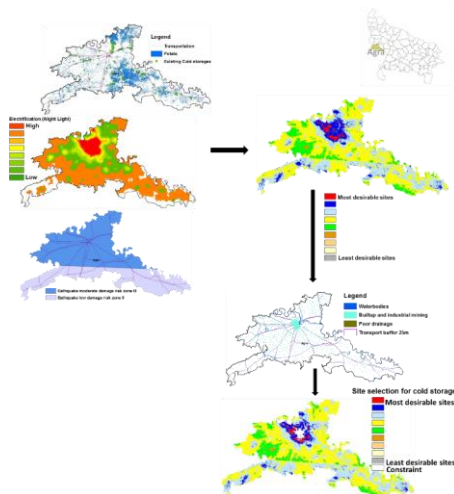 Legend
Transportation
Potato
Existing Cold storages
Agra
Electrification (Night Light)
High
Low
Most desirable sites
Least desirable sites
Earthquake moderate damage risk zone III
Earthquake low damage risk zone II
Legend
Waterbodies
Builtup and industrial mining
Poor drainage
Transport buffer 2km
Site selection for cold storage
Most desirable sites
Least desirable sites
Constraint